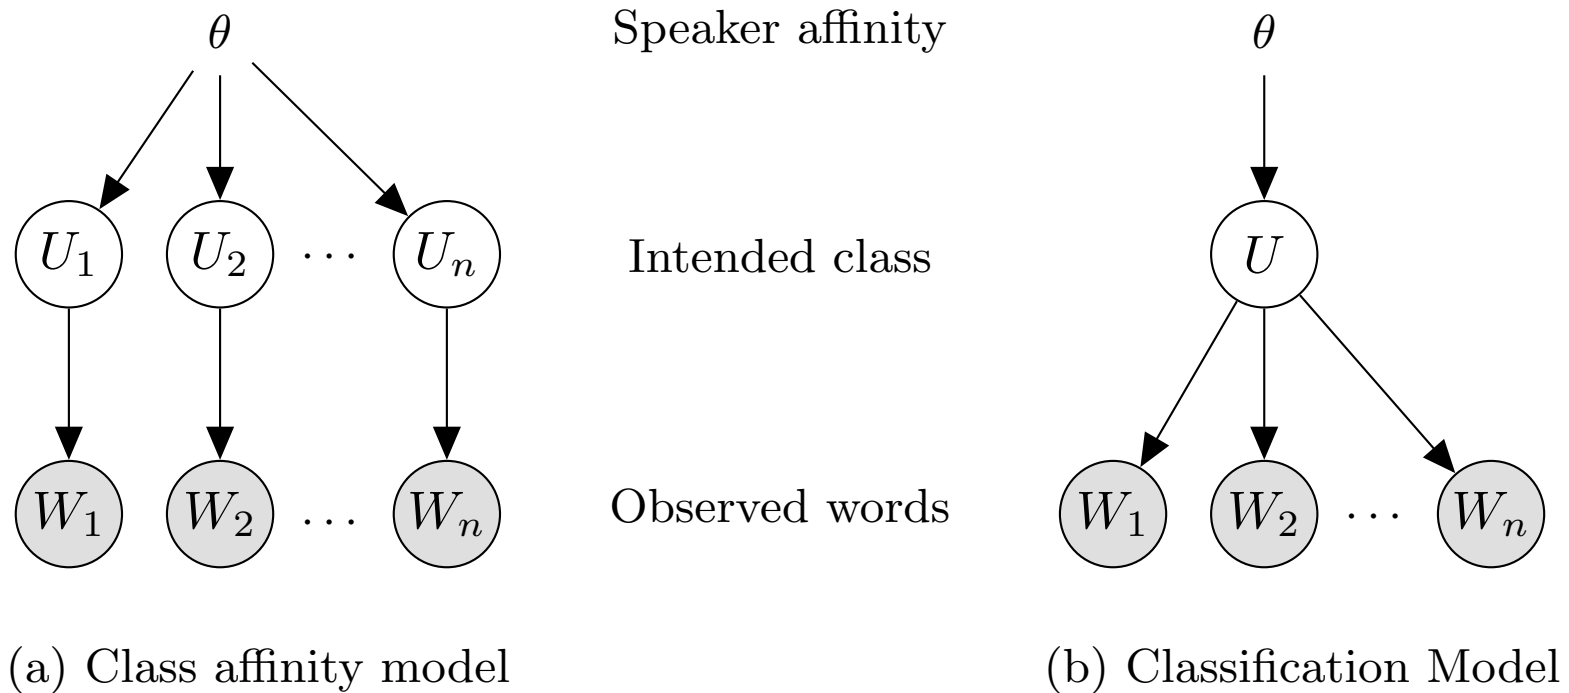 θ Speaker affinity θ
U₁ U₂ ··· Uₙ Intended class U
W₁ W₂ ... Wₙ Observed words W₁ W₂ ··· Wₙ
(a) Class affinity model (b) Classification Model